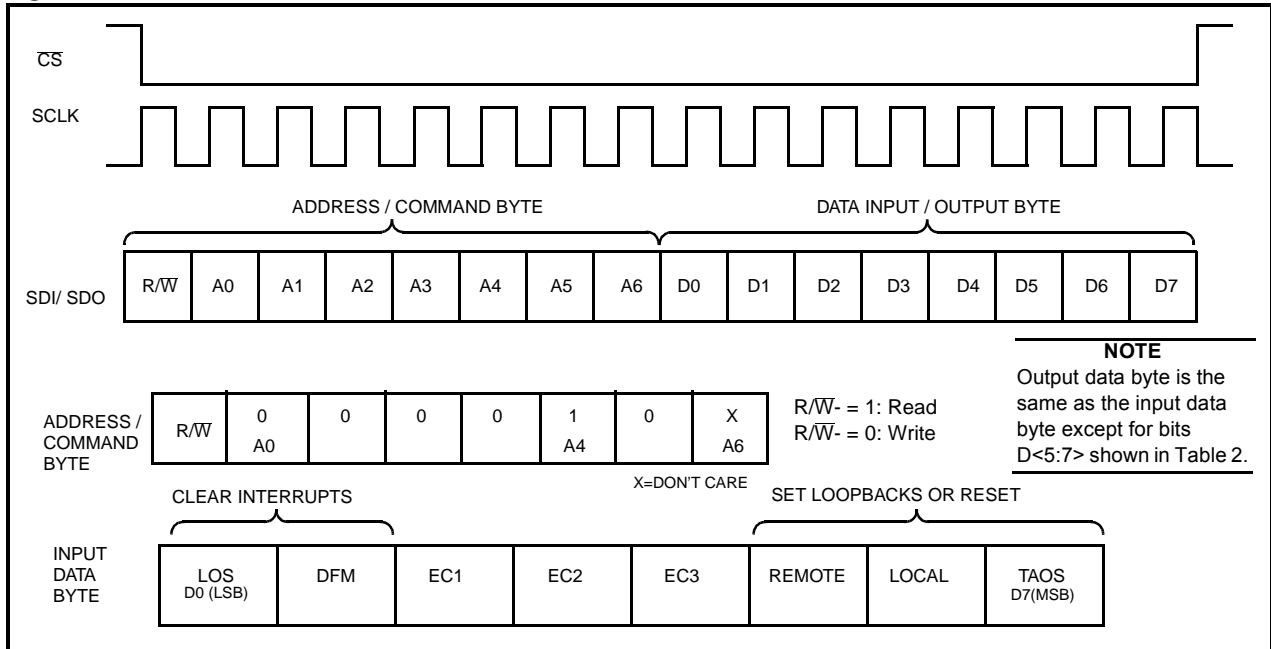 CS
SCLK
ADDRESS / COMMAND BYTE
DATA INPUT / OUTPUT BYTE
SDI/ SDO
R/W A0 A1 A2 A3 A4 A5 A6 D0 D1 D2 D3 D4 D5 D6 D7
NOTE
Output data byte is the
same as the input data
byte except for bits
D<5:7> shown in Table 2.
ADDRESS /
COMMAND
BYTE
R/W 0 0 0 0 1 0 X
A0 A4 A6
R/W- = 1: Read
R/W- = 0: Write
X=DON'T CARE
CLEAR INTERRUPTS
SET LOOPBACKS OR RESET
INPUT
DATA
BYTE
LOS DFM EC1 EC2 EC3 REMOTE LOCAL TAOS
D0 (LSB) D7(MSB)